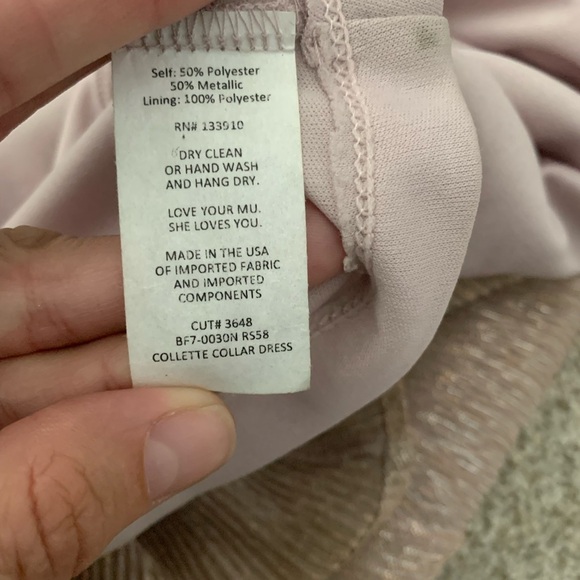 Self: 50% Polyester
50% Metallic
Lining: 100% Polyester
RN# 133910
DRY CLEAN
OR HAND WASH
AND HANG DRY.
LOVE YOUR MU.
SHE LOVES YOU.
MADE IN THE USA
OF IMPORTED FABRIC
AND IMPORTED
COMPONENTS
CUT# 3648
BF7-0030N RS58
COLLETTE COLLAR DRESS